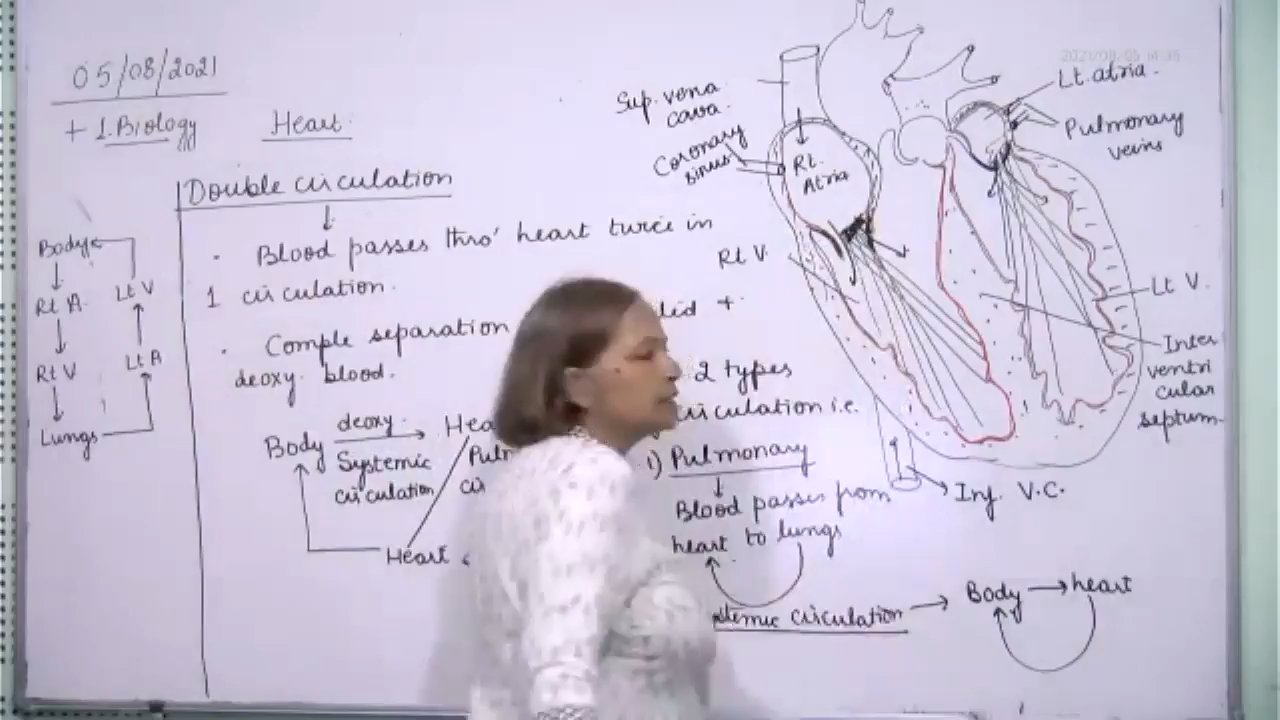 05/08/2021
+ 1. Biology
Heart
Body
Rt A.
Rt V
Lungs
Lt A
Lt V
Double circulation
. Blood passes thro' heart twice in
1 circulation.
. Comple separation
deoxy. blood.
Body deoxy.
Systemic
circulation
Heart
2 types
circulation i.e.
1) Pulmonary
Blood passes from
heart to lungs
circulation → Body → heart
2021/08/05
Sup. vena
cava.
Coronary
sinus
Rt.
Atria
Rt V.
Lt. atria.
Pulmonary
veins
Lt V.
Inter
ventri
cular
septum
Inf. V.C.